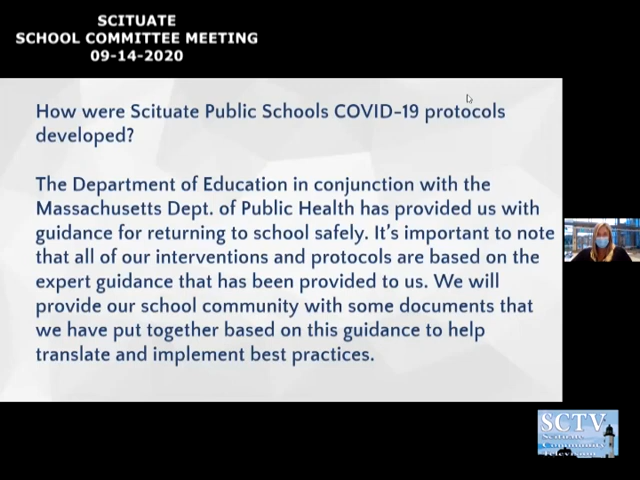 SCITUATE
SCHOOL COMMITTEE MEETING
09-14-2020
How were Scituate Public Schools COVID-19 protocols
developed?
The Department of Education in conjunction with the
Massachusetts Dept. of Public Health has provided us with
guidance for returning to school safely. It's important to note
that all of our interventions and protocols are based on the
expert guidance that has been provided to us. We will
provide our school community with some documents that
we have put together based on this guidance to help
translate and implement best practices.
SCTV
Scituate
Community
Television